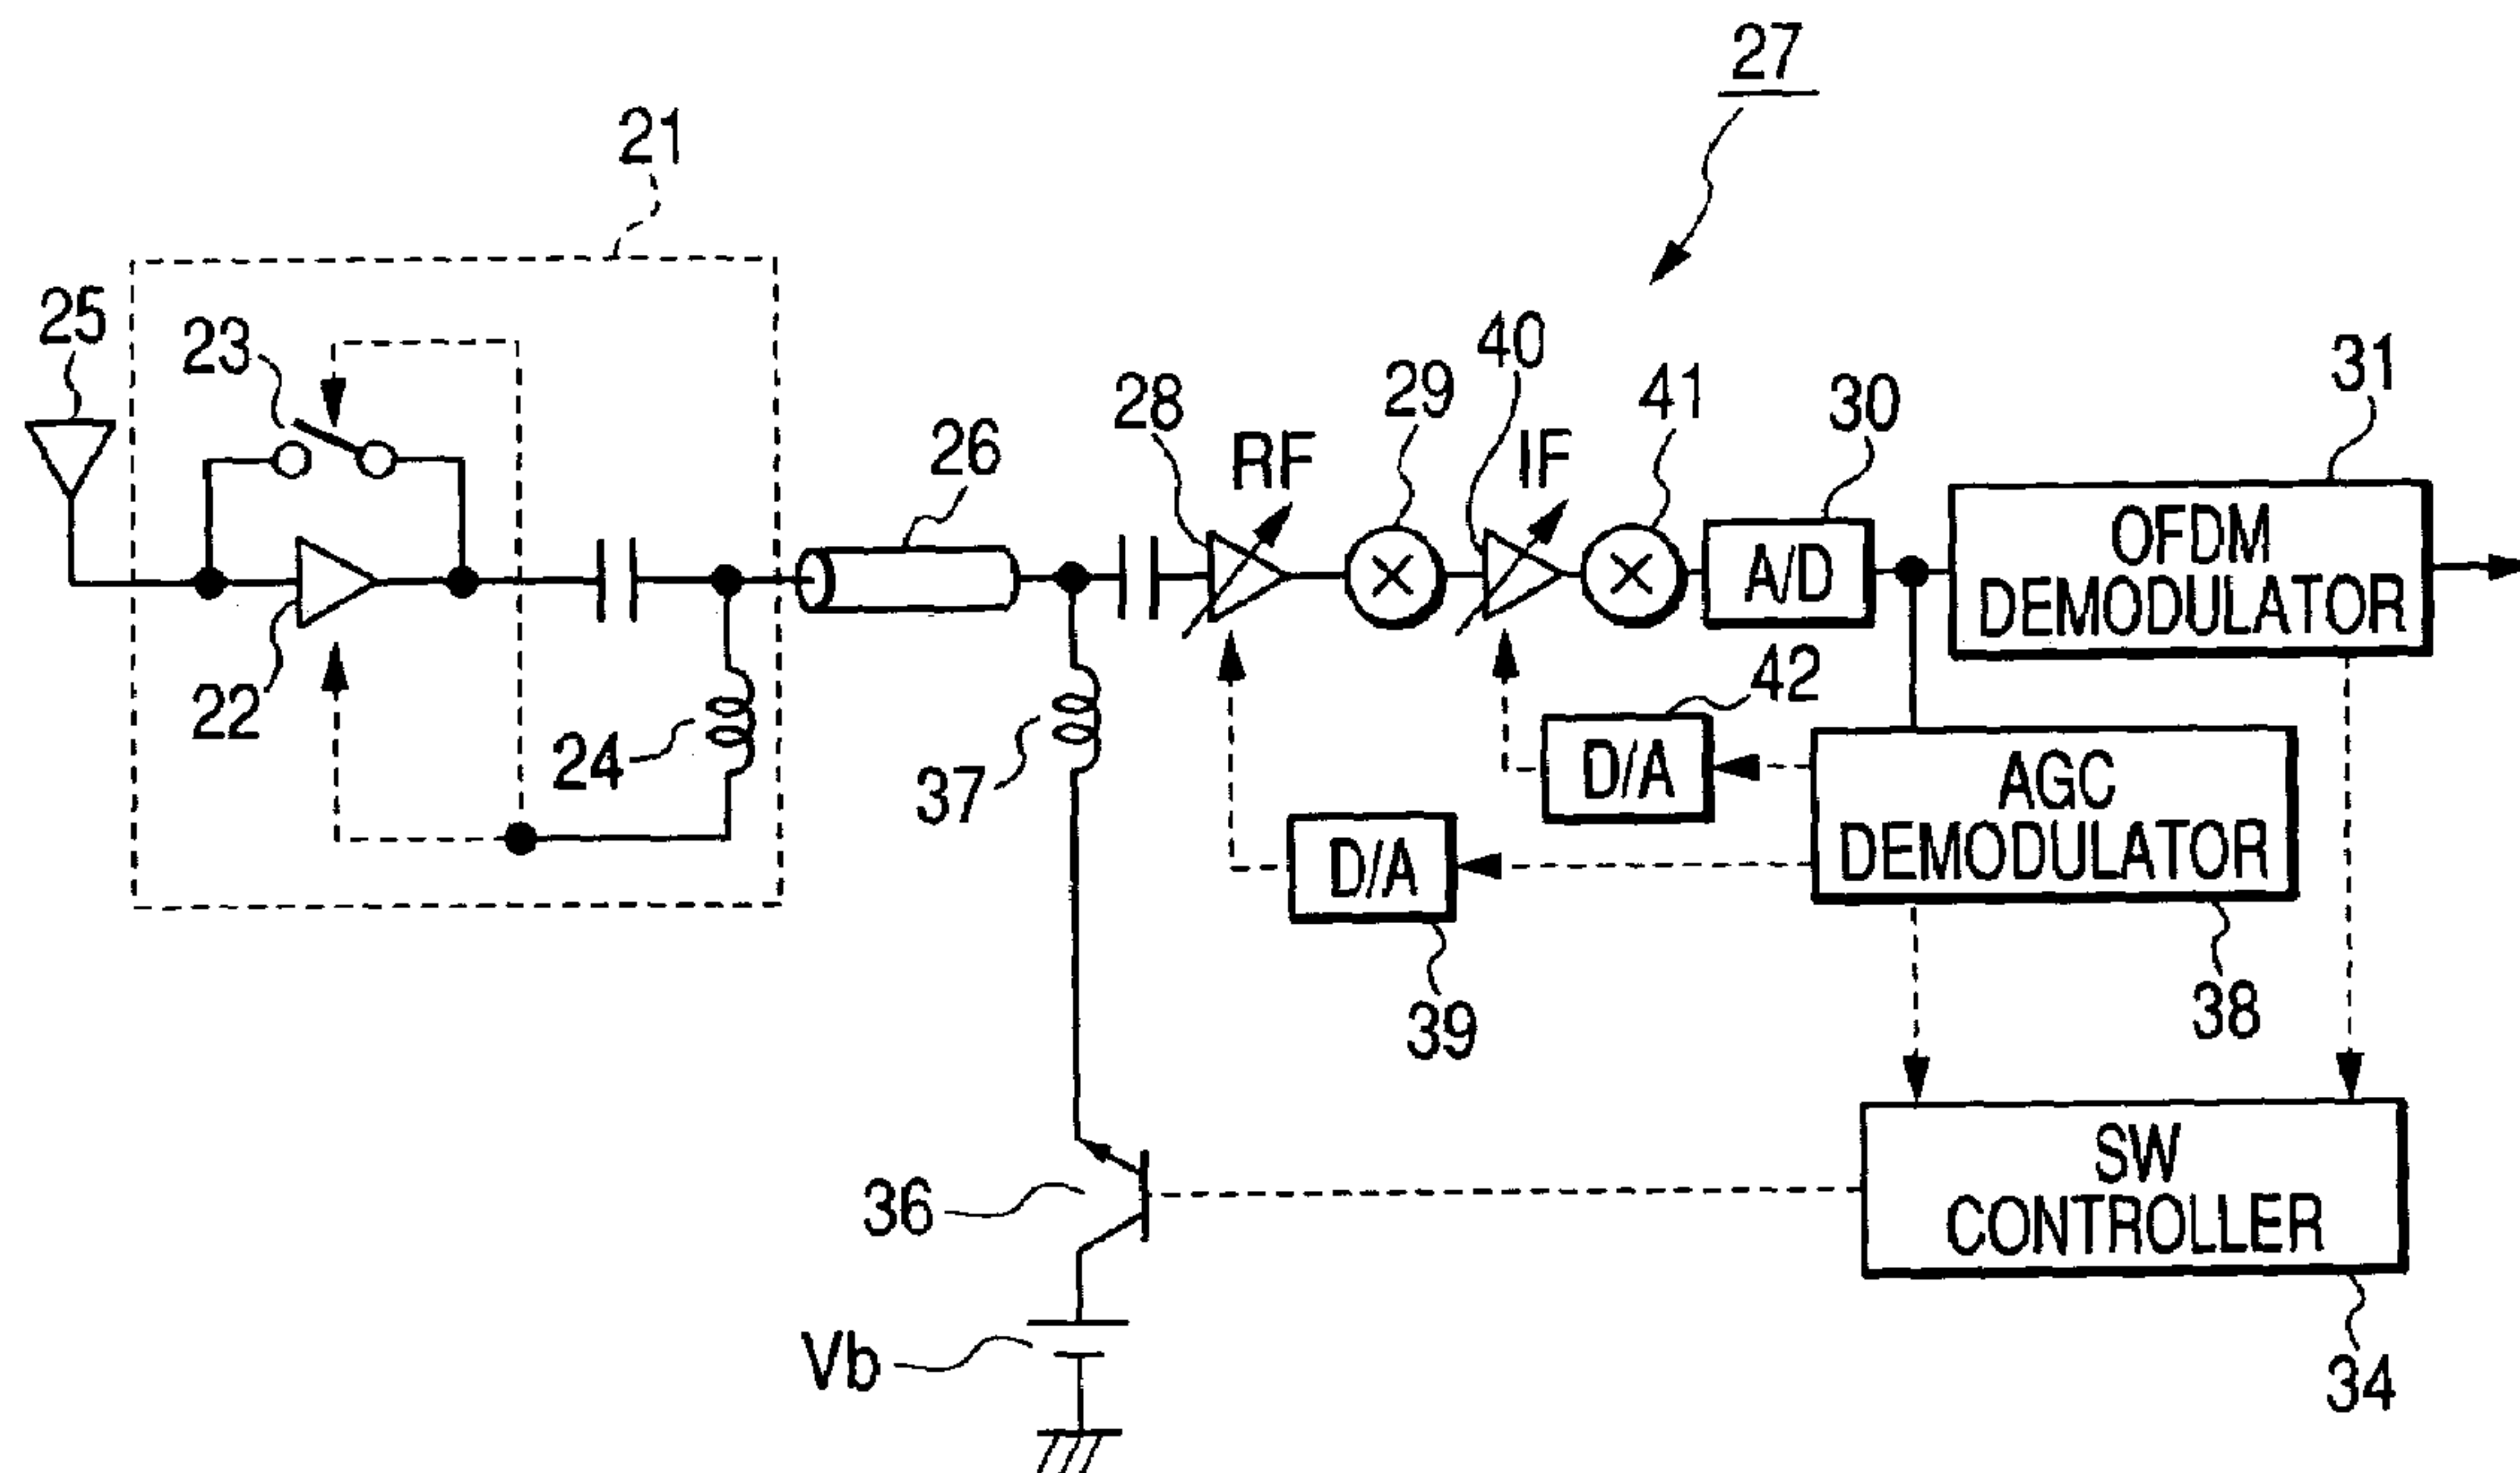 27
21
25
23
40
31
28
29
41
30
26
RF
IF
OFDM
DEMODULATOR
A/D
22
24
37
42
D/A
AGC
DEMODULATOR
D/A
39
38
36
SW
CONTROLLER
Vb
34